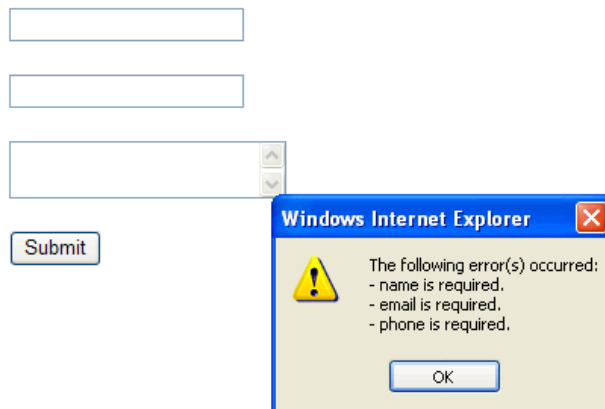 Submit
Windows Internet Explorer
The following error(s) occurred:
- name is required.
- email is required.
- phone is required.
OK